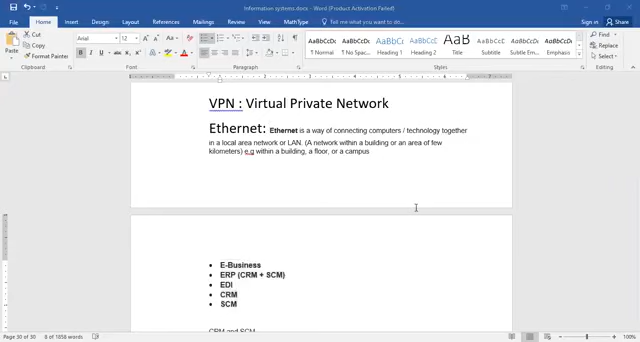 Information systems.docx - Word (Product Activation Failed)
File Home Insert Design Layout References Mailings Review View MathType Tell me what you want to do... Sign in Share
Paste
Cut
Copy
Format Painter
Clipboard
Arial 12
Font
Paragraph
AaBbCcDc AaBbCcDc AaBbCc AaBbCcE AaB AaBbCcD AaBbCcDt AaBbCcDt
¶ Normal ¶ No Spac... Heading 1 Heading 2 Title Subtitle Subtle Em... Emphasis
Styles
Find
Replace
Select
Editing
VPN : Virtual Private Network
Ethernet: Ethernet is a way of connecting computers / technology together
in a local area network or LAN. (A network within a building or an area of few
kilometers) e.g within a building, a floor, or a campus
• E-Business
• ERP (CRM + SCM)
• EDI
• CRM
• SCM
CRM and SCM
Page 30 of 30 8 of 1858 words 100%